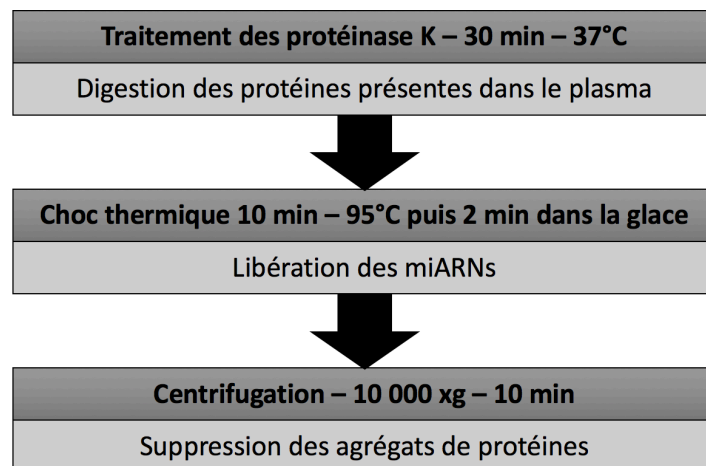 Traitement des protéinase K – 30 min – 37°C
Digestion des protéines présentes dans le plasma
Choc thermique 10 min – 95°C puis 2 min dans la glace
Libération des miARNs
Centrifugation – 10 000 xg – 10 min
Suppression des agrégats de protéines